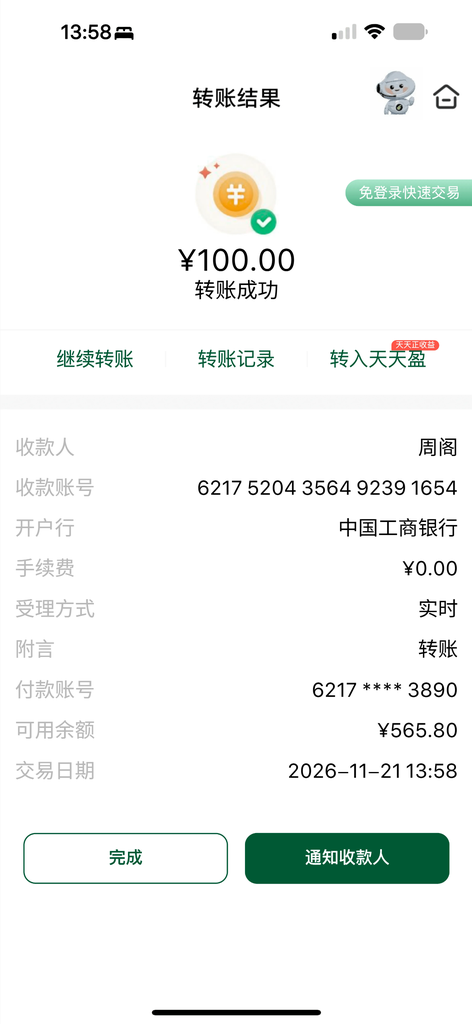 13:58
转账结果
免登录快速交易
¥100.00
转账成功
继续转账 转账记录 转入天天盈
天天正收益
收款人 周阁
收款账号 6217 5204 3564 9239 1654
开户行 中国工商银行
手续费 ¥0.00
受理方式 实时
附言 转账
付款账号 6217 **** 3890
可用余额 ¥565.80
交易日期 2026-11-21 13:58
完成 通知收款人